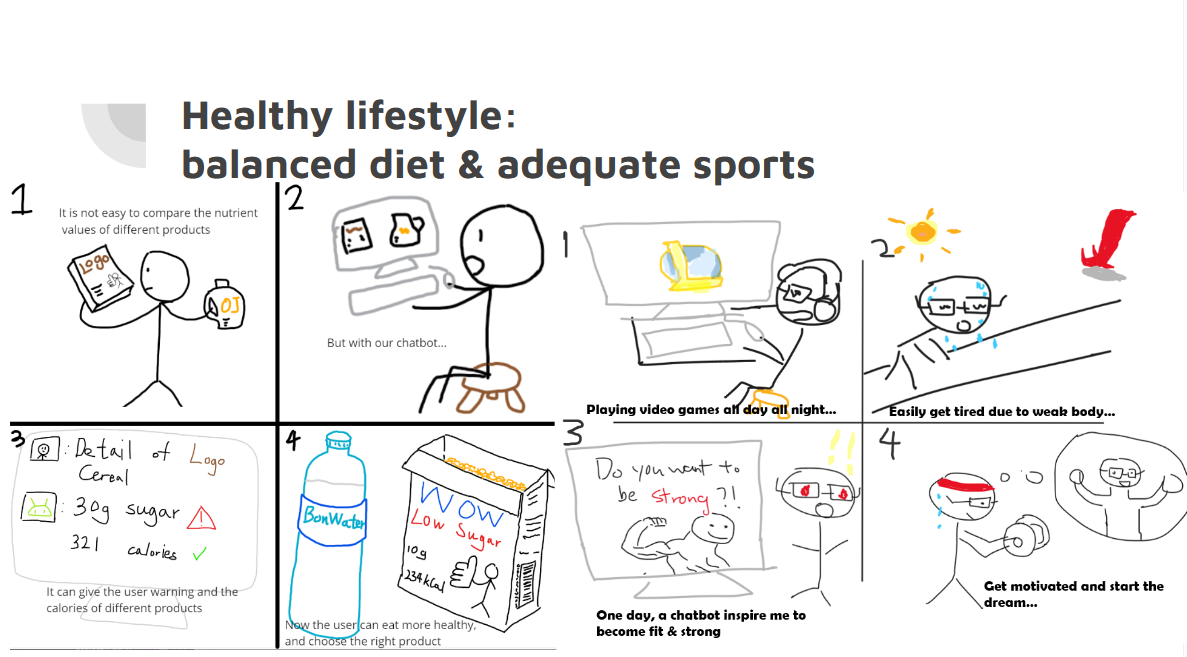 Healthy lifestyle:
balanced diet & adequate sports
1
It is not easy to compare the nutrient
values of different products
Logo
OJ
2
But with our chatbot...
3
: Detail of Logo
Cereal
: 30g sugar
321 calories
It can give the user warning and the
calories of different products
4
BonWater
WOW
Low Sugar
10g
234kCal
Now the user can eat more healthy,
and choose the right product
1
Playing video games all day all night...
2
Easily get tired due to weak body...
3
Do you want to
be strong?!
!!
One day, a chatbot inspire me to
become fit & strong
4
Get motivated and start the
dream...